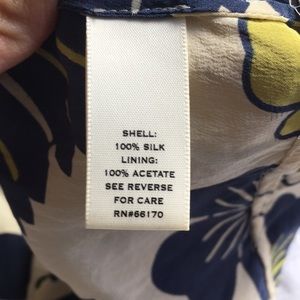 SHELL:
100% SILK
LINING:
100% ACETATE
SEE REVERSE
FOR CARE
RN#66170